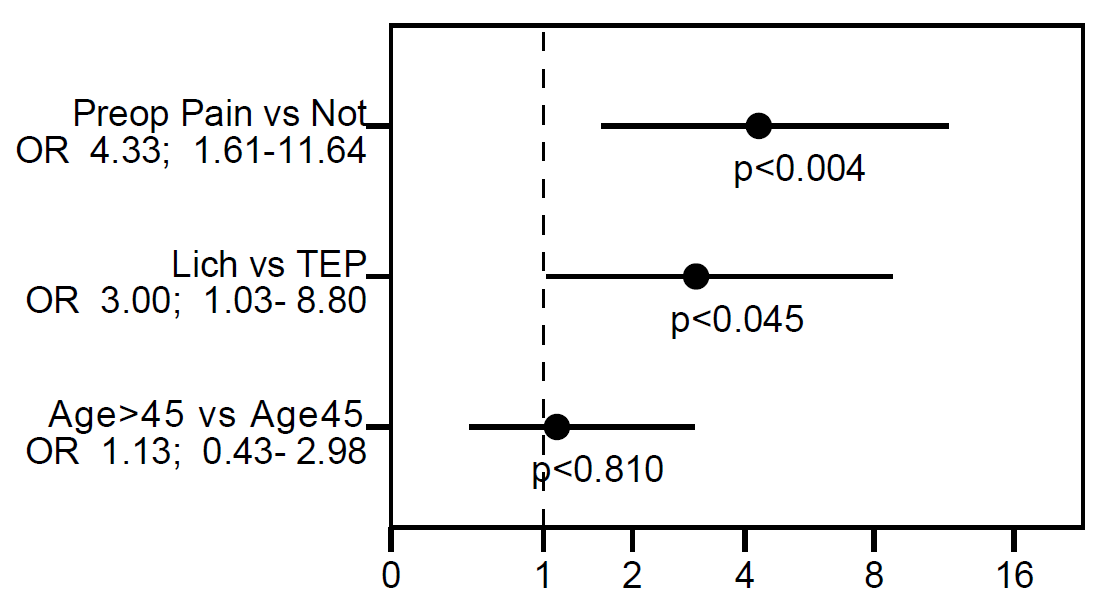 Preop Pain vs Not
OR 4.33; 1.61-11.64
p<0.004
Lich vs TEP
OR 3.00; 1.03- 8.80
p<0.045
Age>45 vs Age45
OR 1.13; 0.43- 2.98
p<0.810
0 1 2 4 8 16